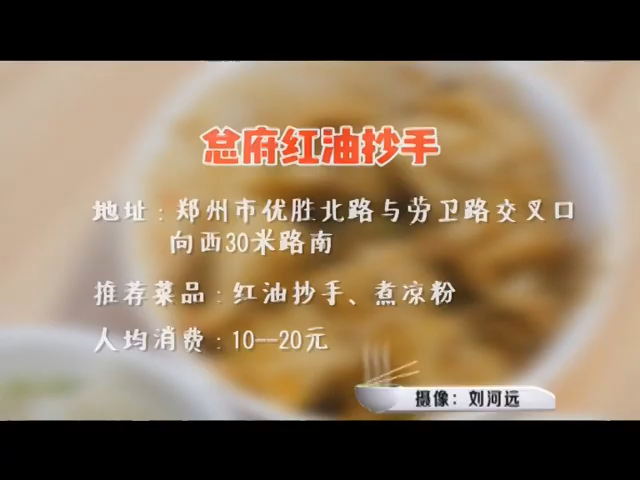 总府红油抄手
地址：郑州市优胜北路与劳卫路交叉口
向西30米路南
推荐菜品：红油抄手、煮凉粉
人均消费：10--20元
摄像：刘河远